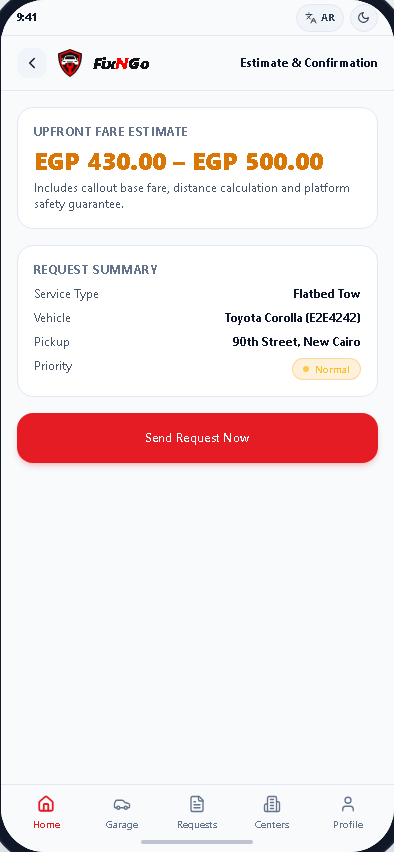 9:41
AR
FixNGo
Estimate & Confirmation
UPFRONT FARE ESTIMATE
EGP 430.00 – EGP 500.00
Includes callout base fare, distance calculation and platform
safety guarantee.
REQUEST SUMMARY
Service Type Flatbed Tow
Vehicle Toyota Corolla (E2E4242)
Pickup 90th Street, New Cairo
Priority Normal
Send Request Now
Home Garage Requests Centers Profile